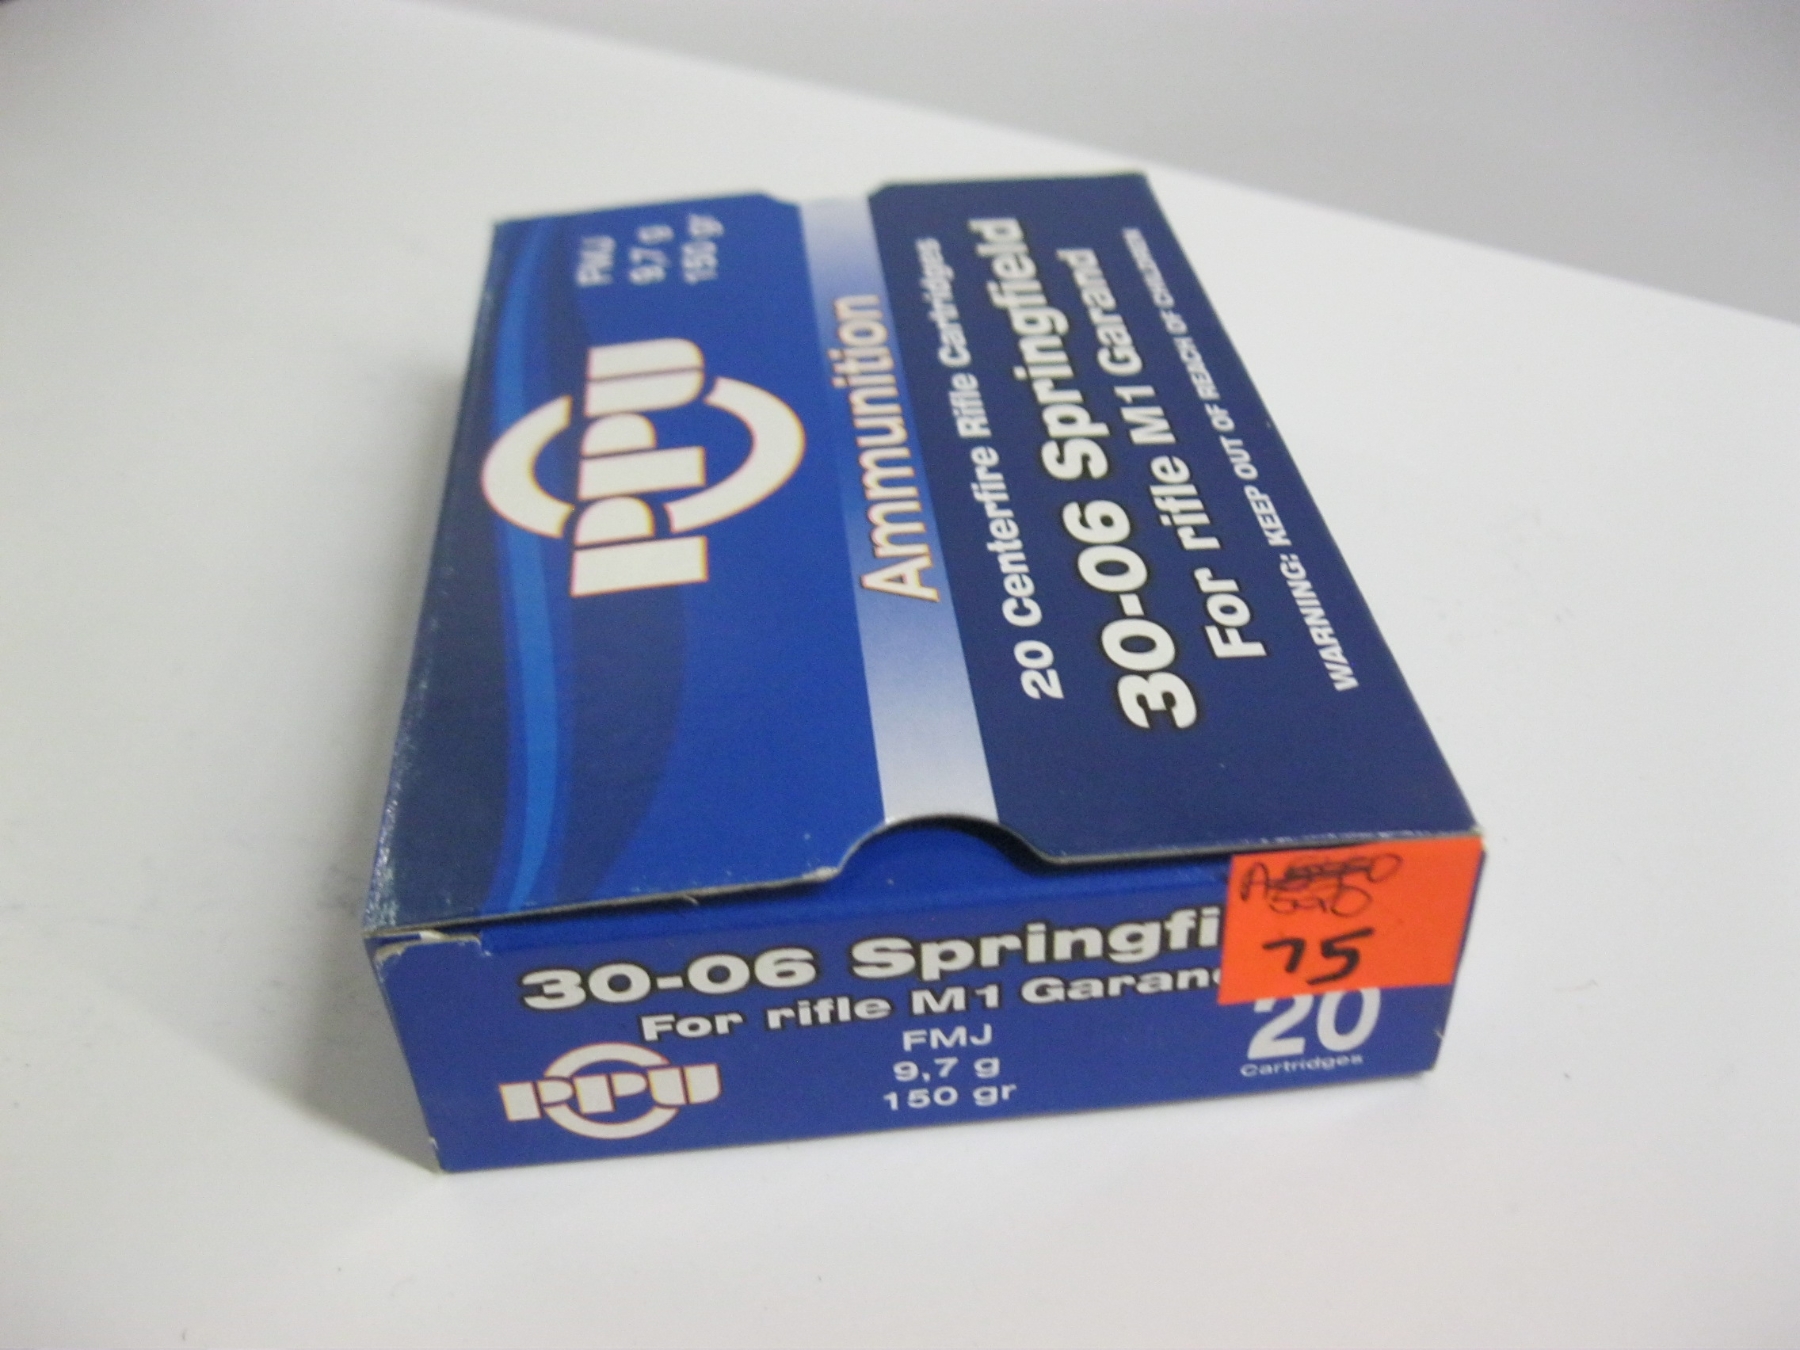 PPU
FMJ
9,7 g
150 gr
Ammunition
20 Centerfire Rifle Cartridges
30-06 Springfield
For rifle M1 Garand
WARNING: KEEP OUT OF REACH OF CHILDREN
30-06 Springfi
For rifle M1 Garan
FMJ
9,7 g
150 gr
PPU
75
20
Cartridges